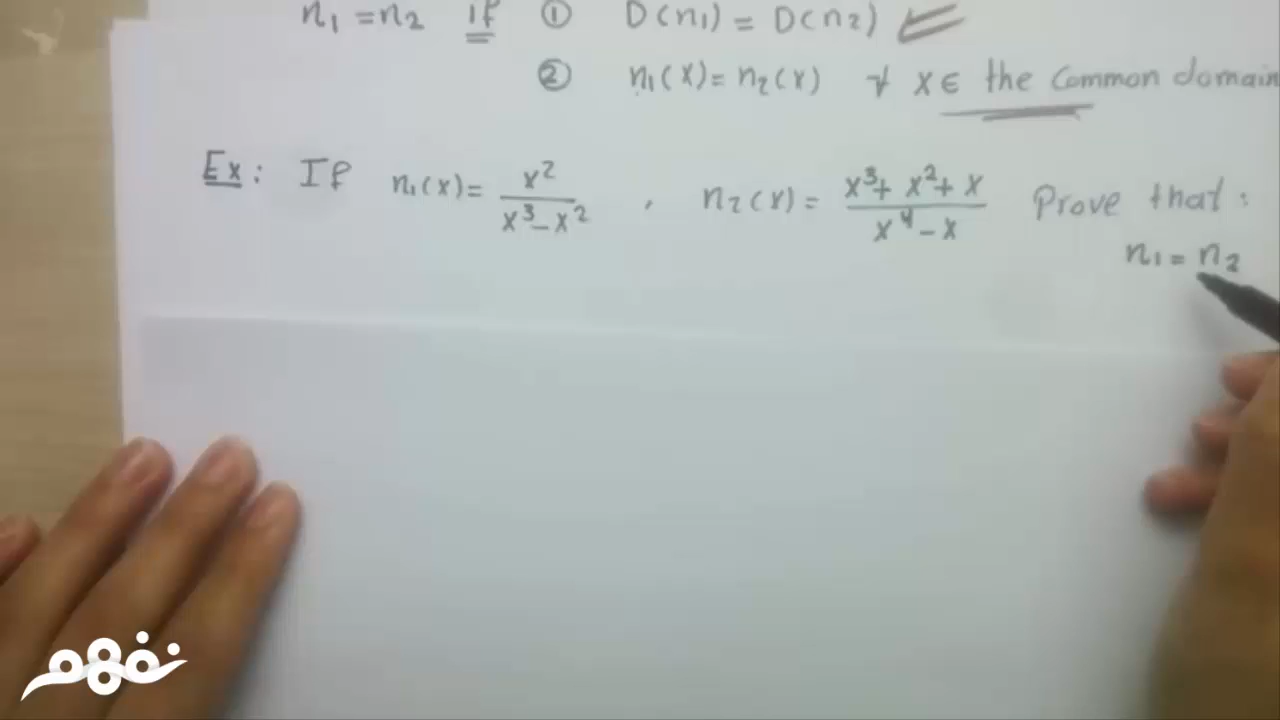 n₁ = n₂ if ① D(n₁) = D(n₂)
② n₁(x) = n₂(x) ∀ x ∈ the common domain
Ex: If n₁(x) = x²/(x³ - x²) , n₂(x) = (x³ + x² + x)/(x⁴ - x) Prove that:
n₁ = n₂
نفهم